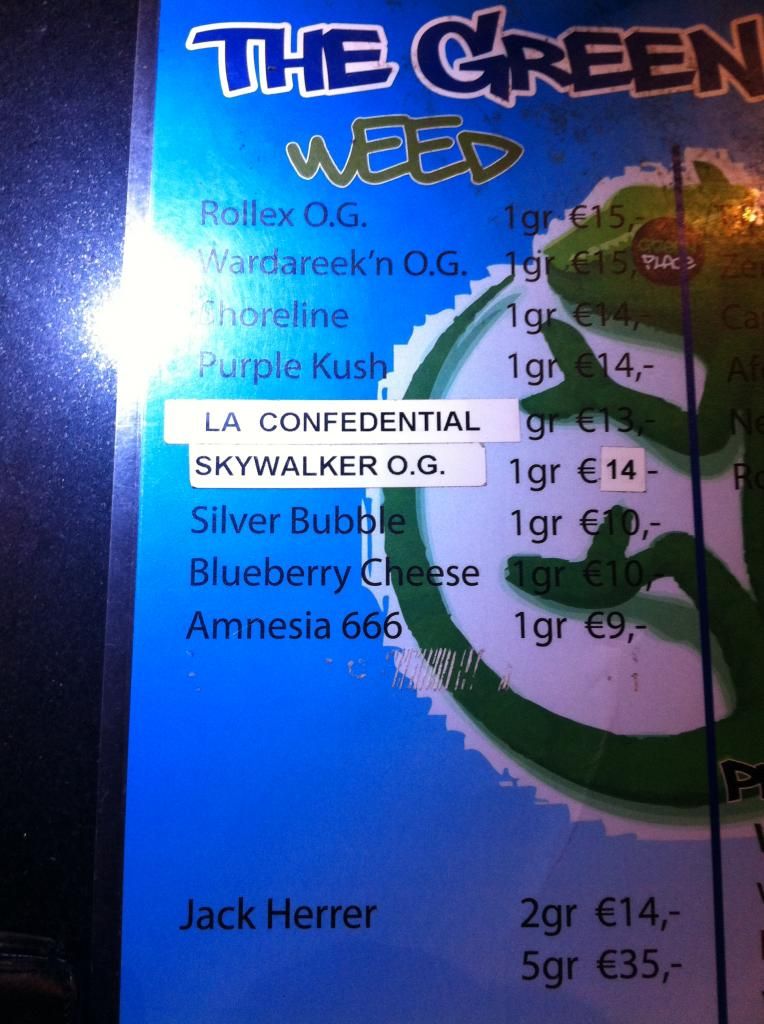 THE GREEN
WEED
Rollex O.G. 1gr €15,-
Wardareek'n O.G. 1gr €15,
PLACE
Shoreline 1gr €14,-
Purple Kush 1gr €14,-
LA CONFEDENTIAL gr €13,-
SKYWALKER O.G. 1gr €14-
Silver Bubble 1gr €10,-
Blueberry Cheese 1gr €10,-
Amnesia 666 1gr €9,-
Jack Herrer 2gr €14,-
5gr €35,-